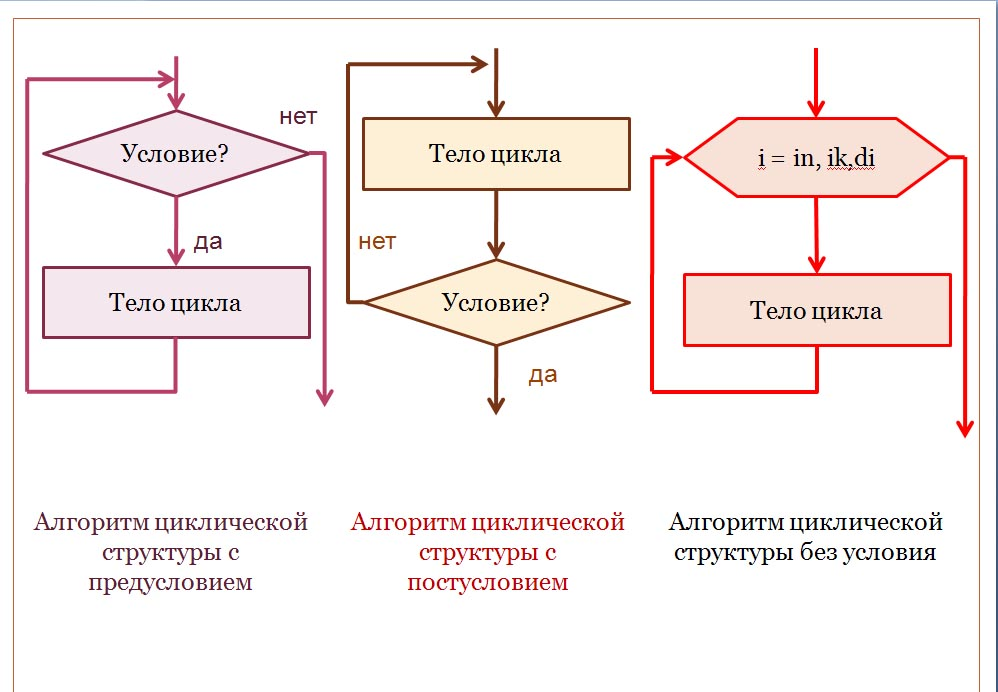 нет
Условие?
да
Тело цикла
Тело цикла
нет
Условие?
да
i = in, ik,di
Тело цикла
Алгоритм циклической
структуры с
предусловием
Алгоритм циклической
структуры с
постусловием
Алгоритм циклической
структуры без условия